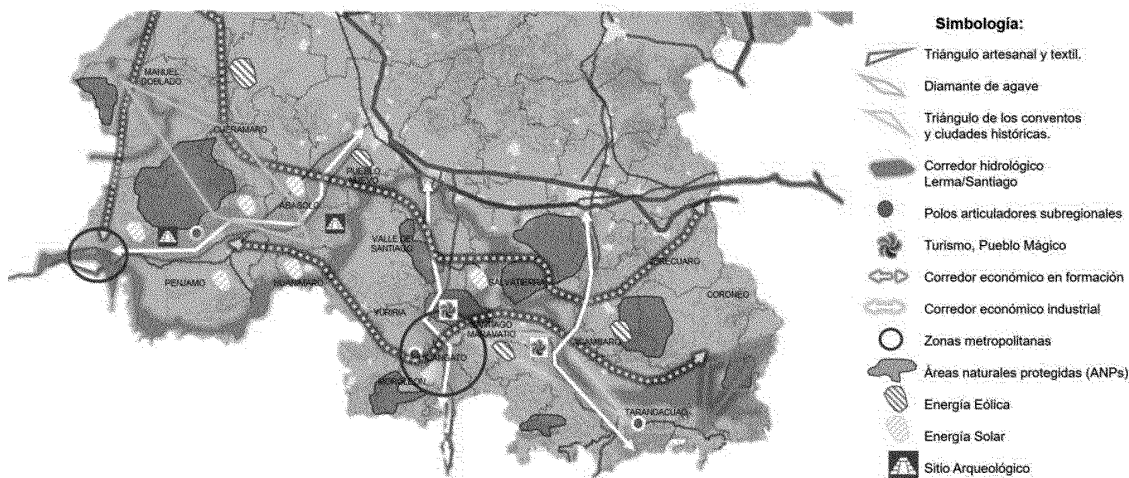 Simbología:
Triángulo artesanal y textil.
Diamante de agave
Triángulo de los conventos
y ciudades históricas.
Corredor hidrológico
Lerma/Santiago
Polos articuladores subregionales
Turismo, Pueblo Mágico
Corredor económico en formación
Corredor económico industrial
Zonas metropolitanas
Áreas naturales protegidas (ANPs)
Energía Eólica
Energía Solar
Sitio Arqueológico
MANUEL
DOBLADO
CUERAMARO
PUEBLO
NUEVO
ABASOLO
VALLE DE
SANTIAGO
PENJAMO
HUANIMARO
SALVATIERRA
CORONEO
YURIRIA
SANTIAGO
MARAVATIO
MOROLEON
TARANDACUAO